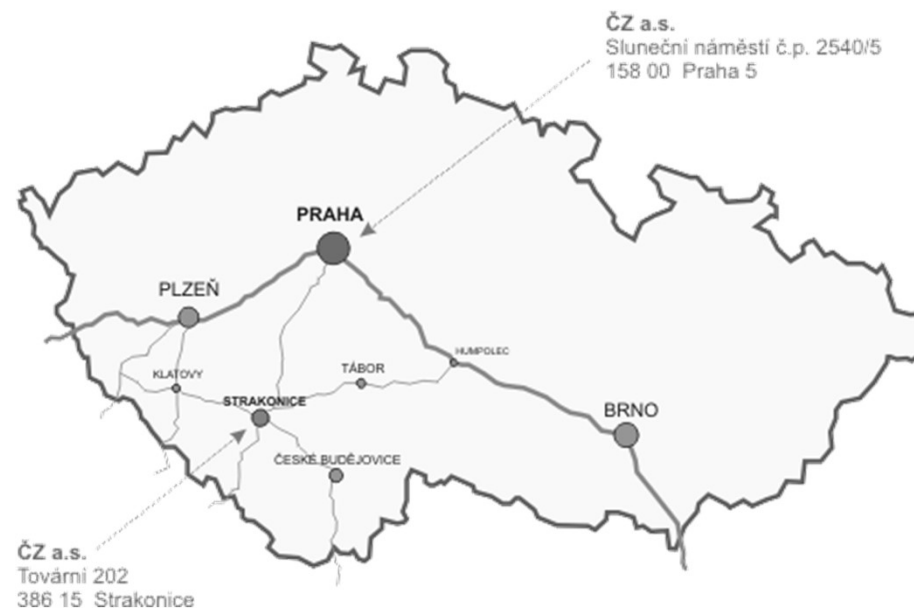 ČZ a.s.
Sluneční náměstí č.p. 2540/5
158 00 Praha 5
PRAHA
PLZEŇ
HUMPOLEC
KLATOVY
TÁBOR
STRAKONICE
BRNO
ČESKÉ BUDĚJOVICE
ČZ a.s.
Tovární 202
386 15 Strakonice